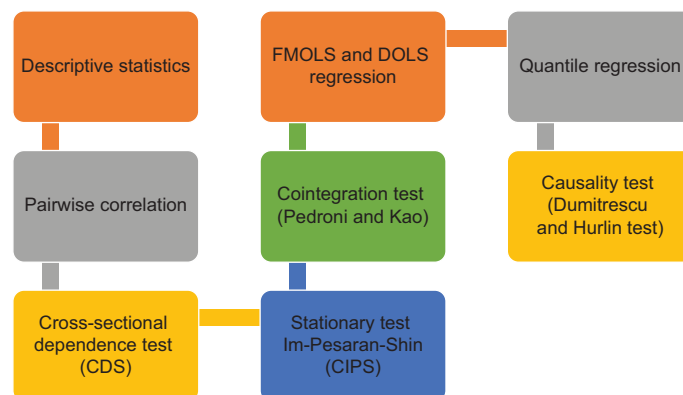 Descriptive statistics
Pairwise correlation
Cross-sectional
dependence test
(CDS)
Stationary test
Im-Pesaran-Shin
(CIPS)
Cointegration test
(Pedroni and Kao)
FMOLS and DOLS
regression
Quantile regression
Causality test
(Dumitrescu
and Hurlin test)